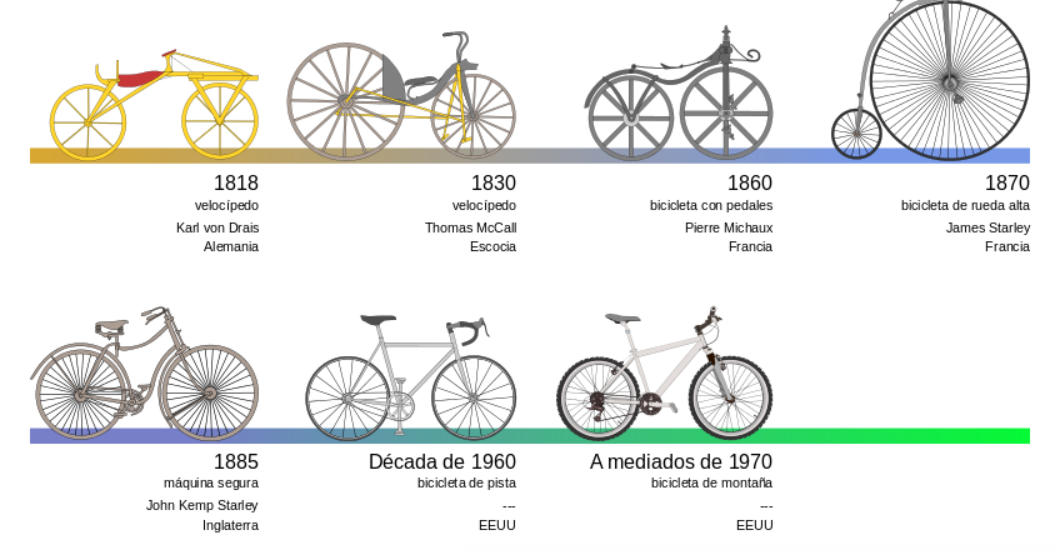 1818
velocípedo
Karl von Drais
Alemania
1830
velocípedo
Thomas McCall
Escocia
1860
bicicleta con pedales
Pierre Michaux
Francia
1870
bicicleta de rueda alta
James Starley
Francia
1885
máquina segura
John Kemp Starley
Inglaterra
Década de 1960
bicicleta de pista
---
EEUU
A mediados de 1970
bicicleta de montaña
---
EEUU